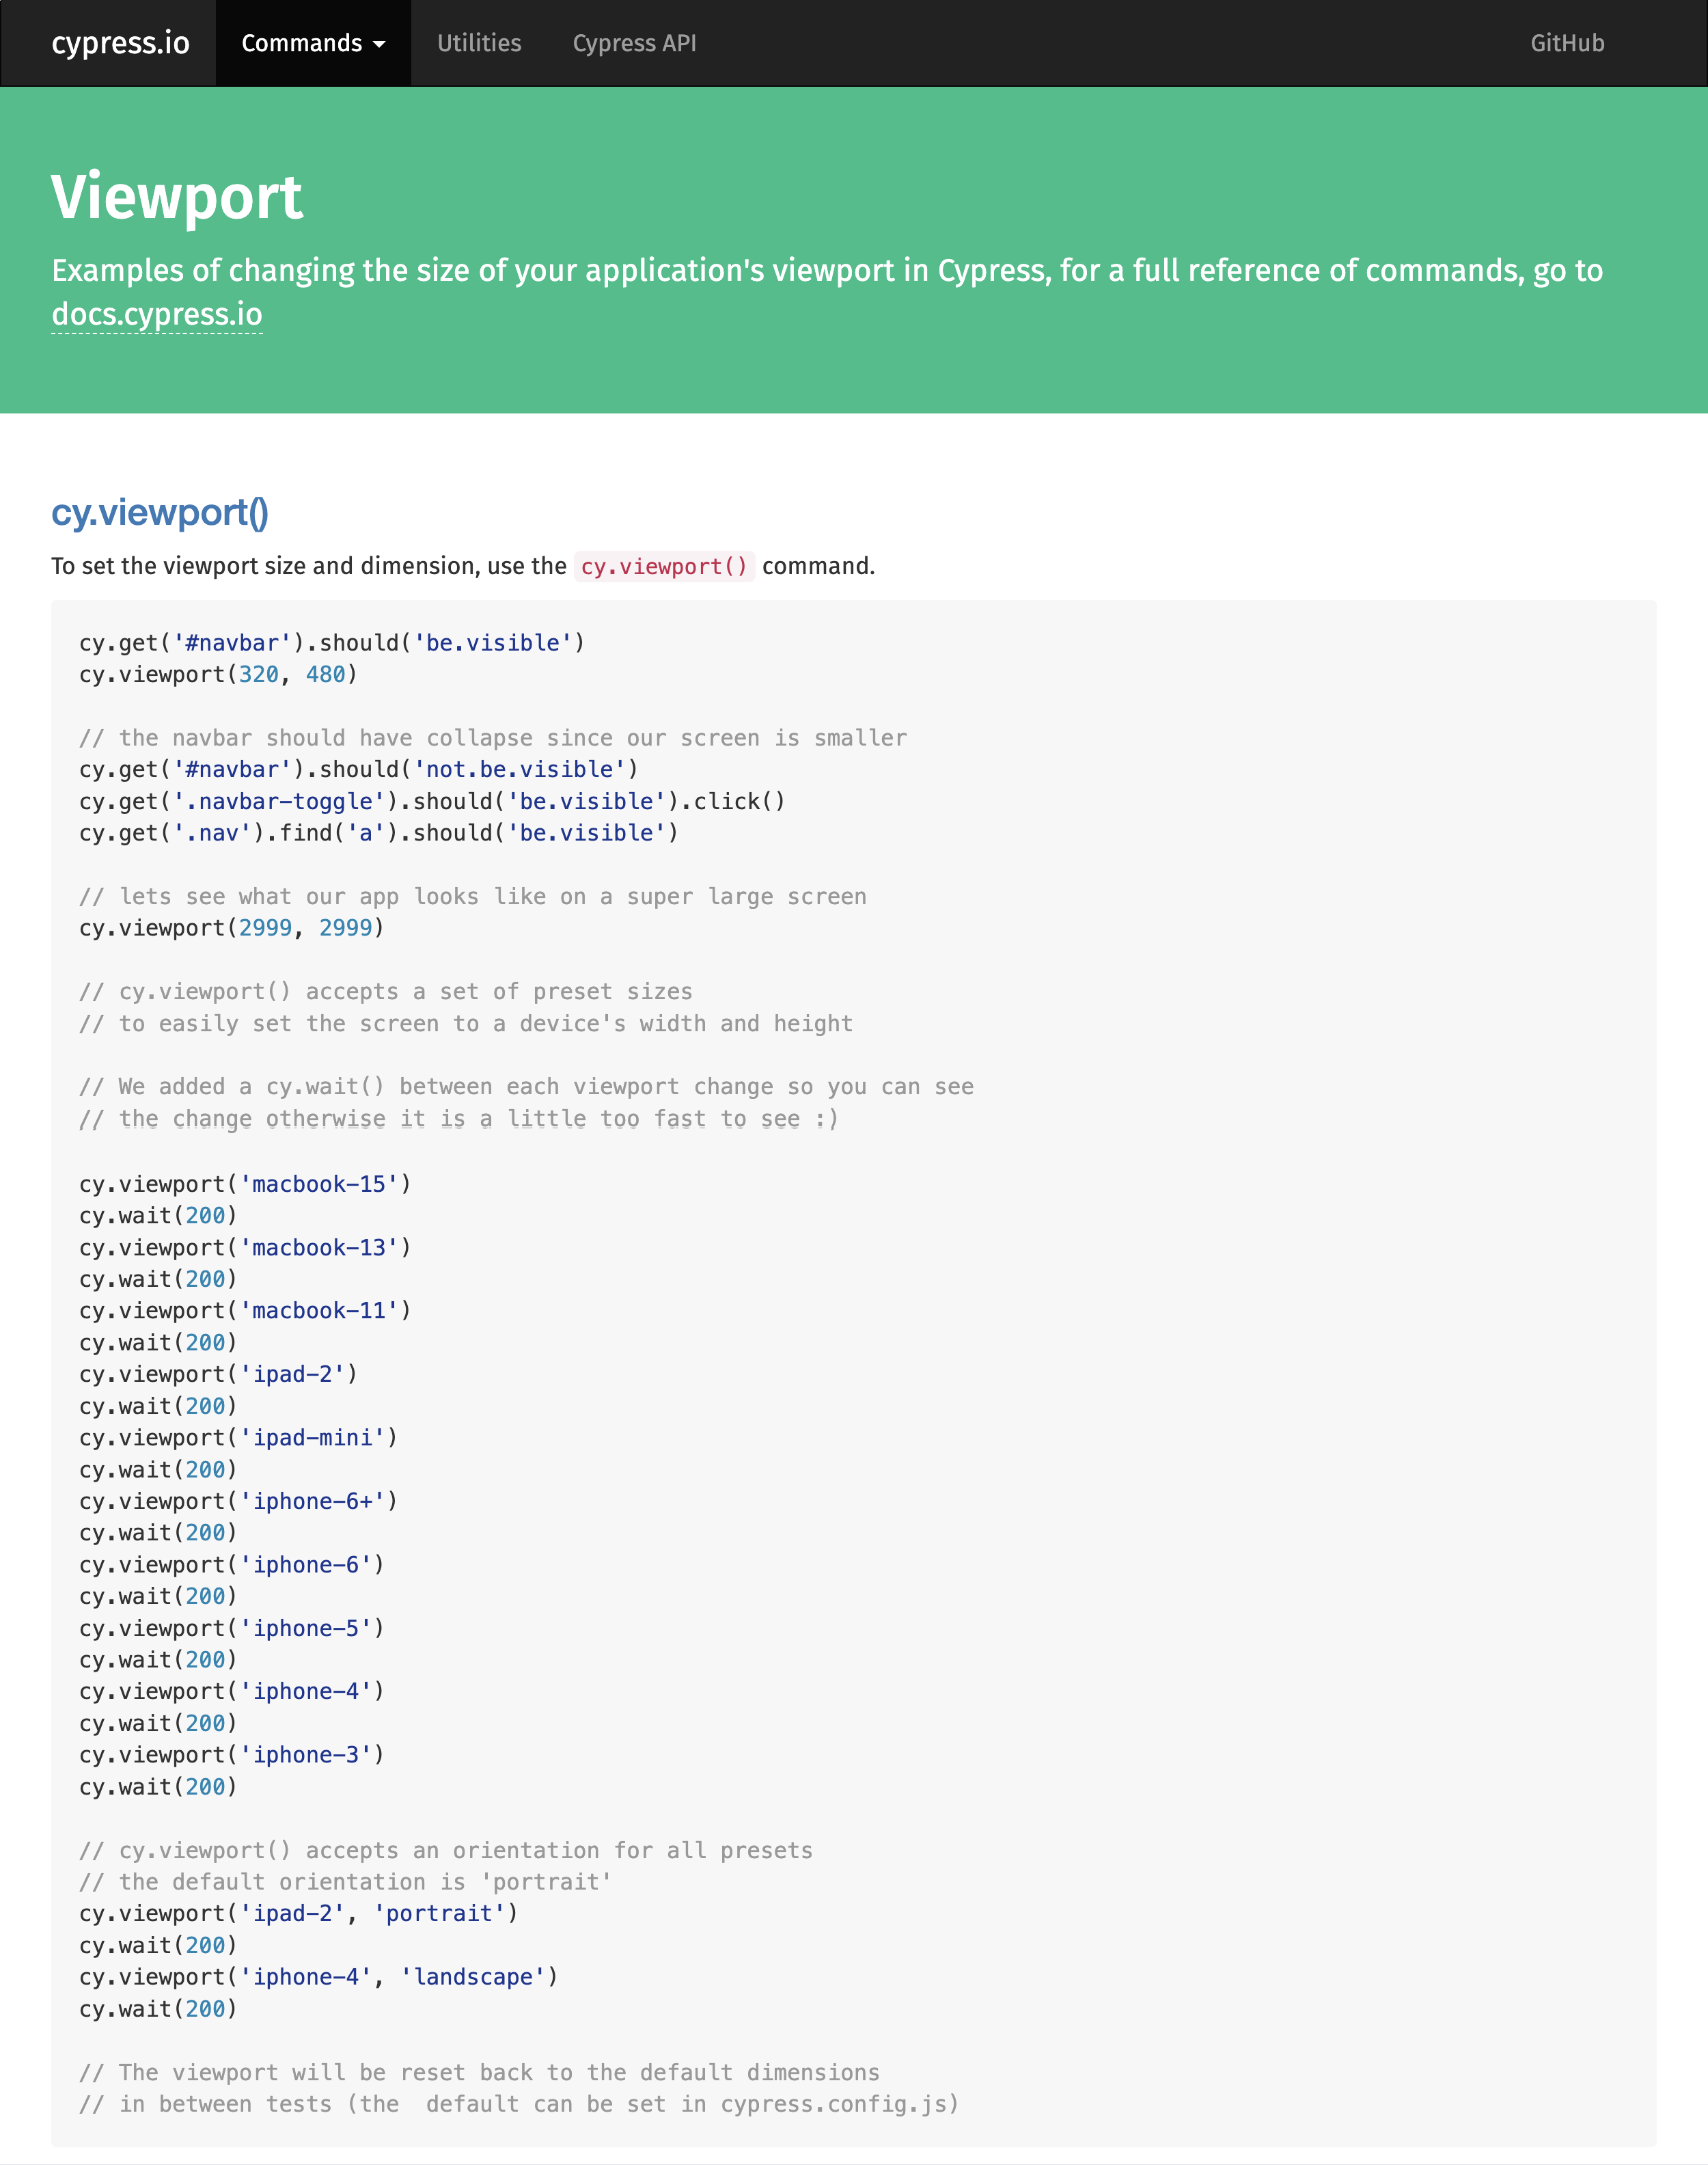 cypress.io Commands Utilities Cypress API GitHub
Viewport
Examples of changing the size of your application's viewport in Cypress, for a full reference of commands, go to
docs.cypress.io
cy.viewport()
To set the viewport size and dimension, use the cy.viewport() command.
cy.get('#navbar').should('be.visible')
cy.viewport(320, 480)
// the navbar should have collapse since our screen is smaller
cy.get('#navbar').should('not.be.visible')
cy.get('.navbar-toggle').should('be.visible').click()
cy.get('.nav').find('a').should('be.visible')
// lets see what our app looks like on a super large screen
cy.viewport(2999, 2999)
// cy.viewport() accepts a set of preset sizes
// to easily set the screen to a device's width and height
// We added a cy.wait() between each viewport change so you can see
// the change otherwise it is a little too fast to see :)
cy.viewport('macbook-15')
cy.wait(200)
cy.viewport('macbook-13')
cy.wait(200)
cy.viewport('macbook-11')
cy.wait(200)
cy.viewport('ipad-2')
cy.wait(200)
cy.viewport('ipad-mini')
cy.wait(200)
cy.viewport('iphone-6+')
cy.wait(200)
cy.viewport('iphone-6')
cy.wait(200)
cy.viewport('iphone-5')
cy.wait(200)
cy.viewport('iphone-4')
cy.wait(200)
cy.viewport('iphone-3')
cy.wait(200)
// cy.viewport() accepts an orientation for all presets
// the default orientation is 'portrait'
cy.viewport('ipad-2', 'portrait')
cy.wait(200)
cy.viewport('iphone-4', 'landscape')
cy.wait(200)
// The viewport will be reset back to the default dimensions
// in between tests (the  default can be set in cypress.config.js)